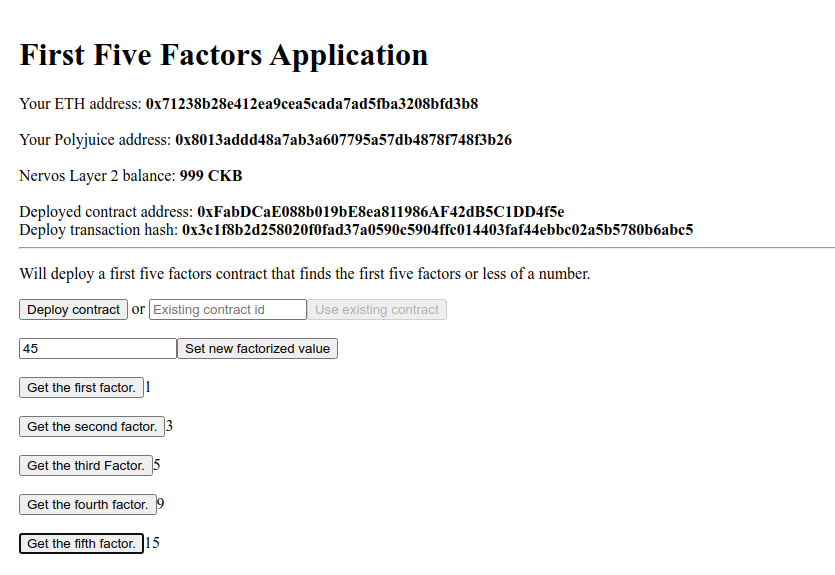 First Five Factors Application
Your ETH address: 0x71238b28e412ea9cea5cada7ad5fba3208bfd3b8
Your Polyjuice address: 0x8013addd48a7ab3a607795a57db4878f748f3b26
Nervos Layer 2 balance: 999 CKB
Deployed contract address: 0xFabDCaE088b019bE8ea811986AF42dB5C1DD4f5e
Deploy transaction hash: 0x3c1f8b2d258020f0fad37a0590c5904ffc014403faf44ebbc02a5b5780b6abc5
Will deploy a first five factors contract that finds the first five factors or less of a number.
Deploy contract or Existing contract id Use existing contract
45 Set new factorized value
Get the first factor. 1
Get the second factor. 3
Get the third Factor. 5
Get the fourth factor. 9
Get the fifth factor. 15